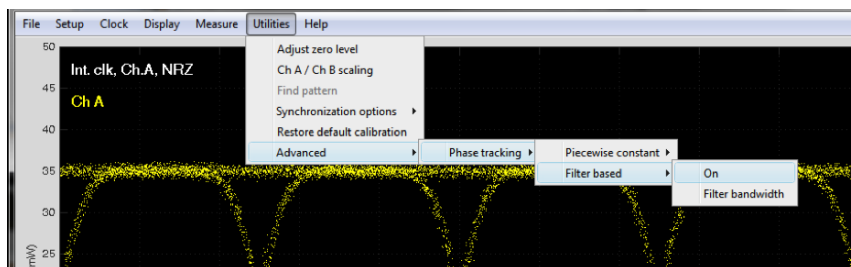 File Setup Clock Display Measure Utilities Help
50
Int. clk, Ch.A, NRZ
45
Ch A
40
35
30
25
mW)
Adjust zero level
Ch A / Ch B scaling
Find pattern
Synchronization options
Restore default calibration
Advanced
Phase tracking
Piecewise constant
Filter based
On
Filter bandwidth